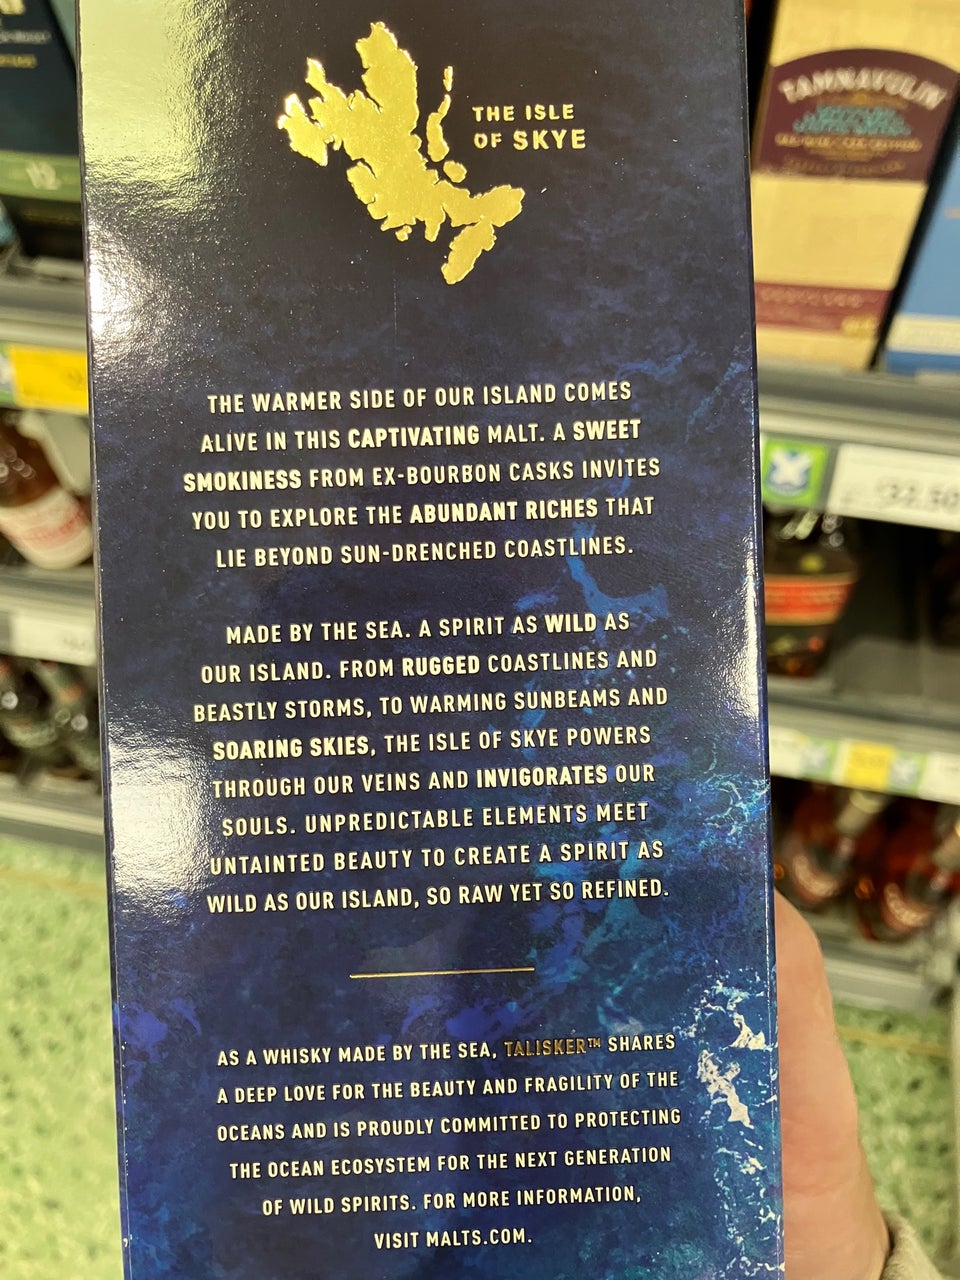 THE ISLE
OF SKYE
THE WARMER SIDE OF OUR ISLAND COMES
ALIVE IN THIS CAPTIVATING MALT. A SWEET
SMOKINESS FROM EX-BOURBON CASKS INVITES
YOU TO EXPLORE THE ABUNDANT RICHES THAT
LIE BEYOND SUN-DRENCHED COASTLINES.
MADE BY THE SEA. A SPIRIT AS WILD AS
OUR ISLAND. FROM RUGGED COASTLINES AND
BEASTLY STORMS, TO WARMING SUNBEAMS AND
SOARING SKIES, THE ISLE OF SKYE POWERS
THROUGH OUR VEINS AND INVIGORATES OUR
SOULS. UNPREDICTABLE ELEMENTS MEET
UNTAINTED BEAUTY TO CREATE A SPIRIT AS
WILD AS OUR ISLAND, SO RAW YET SO REFINED.
AS A WHISKY MADE BY THE SEA, TALISKER™ SHARES
A DEEP LOVE FOR THE BEAUTY AND FRAGILITY OF THE
OCEANS AND IS PROUDLY COMMITTED TO PROTECTING
THE OCEAN ECOSYSTEM FOR THE NEXT GENERATION
OF WILD SPIRITS. FOR MORE INFORMATION,
VISIT MALTS.COM.
TAMNAVULIN
12
£32.50